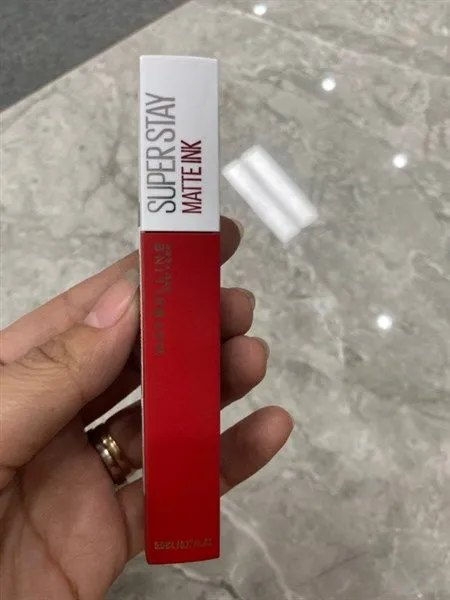 SUPER STAY
MATTE INK
MAYBELLINE
NEW YORK